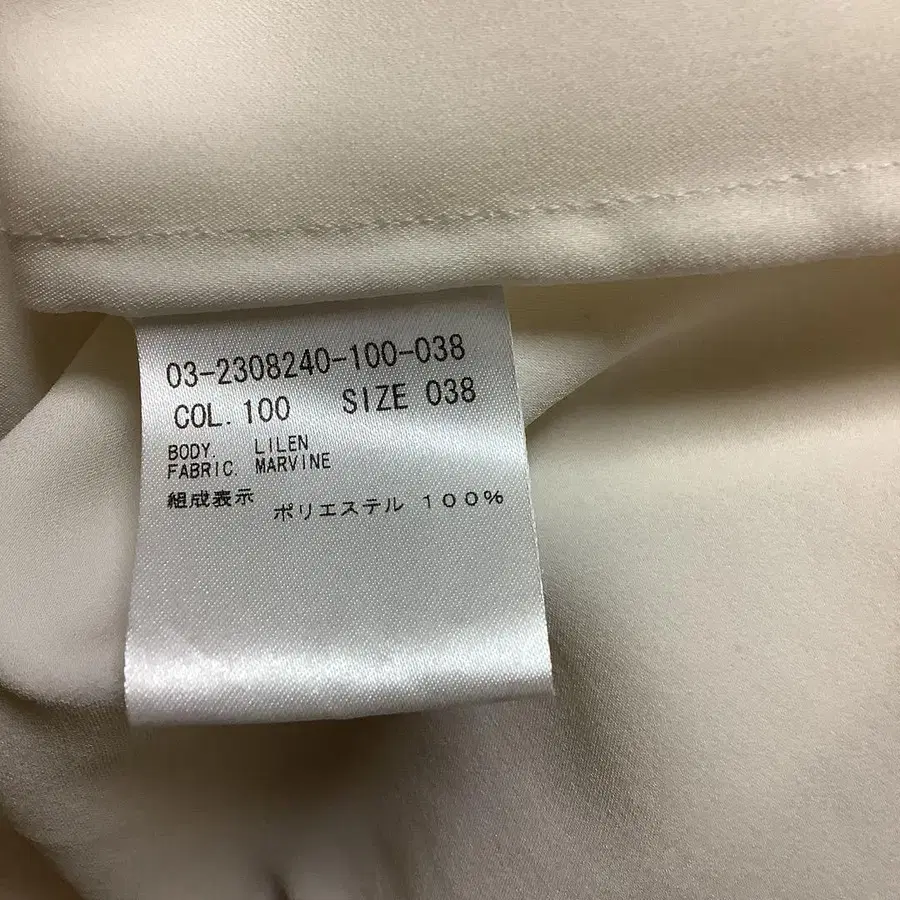 03-2308240-100-038
COL. 100 SIZE 038
BODY. LILEN
FABRIC. MARVINE
組成表示
ポリエステル 100%